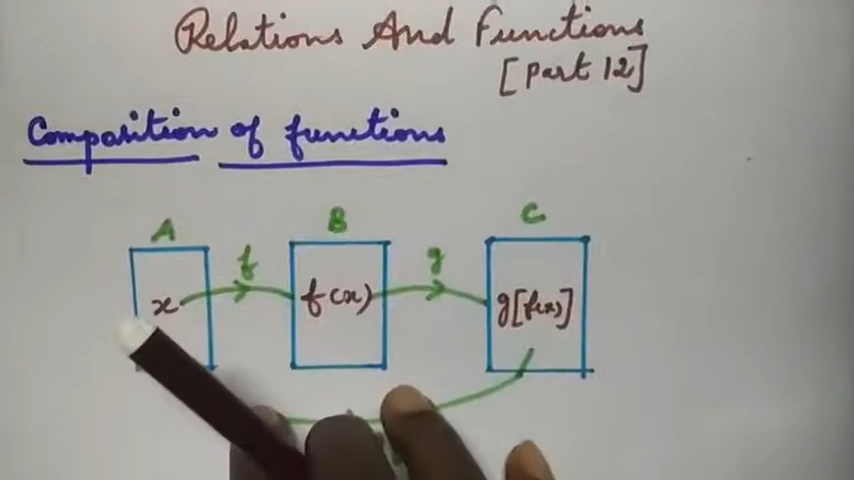 Relations And Functions
[Part 12]
Composition of functions
A B C
f g
x f(x) g[f(x)]